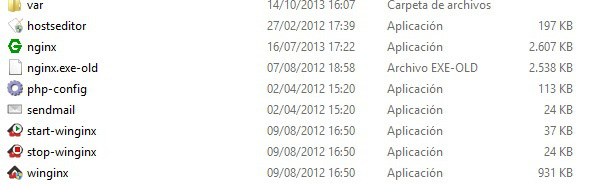 var 14/10/2013 16:07 Carpeta de archivos
hostseditor 27/02/2012 17:39 Aplicación 197 KB
nginx 16/07/2013 17:22 Aplicación 2.607 KB
nginx.exe-old 07/08/2012 18:58 Archivo EXE-OLD 2.538 KB
php-config 02/04/2012 15:20 Aplicación 113 KB
sendmail 02/04/2012 15:20 Aplicación 24 KB
start-winginx 09/08/2012 16:50 Aplicación 37 KB
stop-winginx 09/08/2012 16:50 Aplicación 24 KB
winginx 09/08/2012 16:50 Aplicación 931 KB